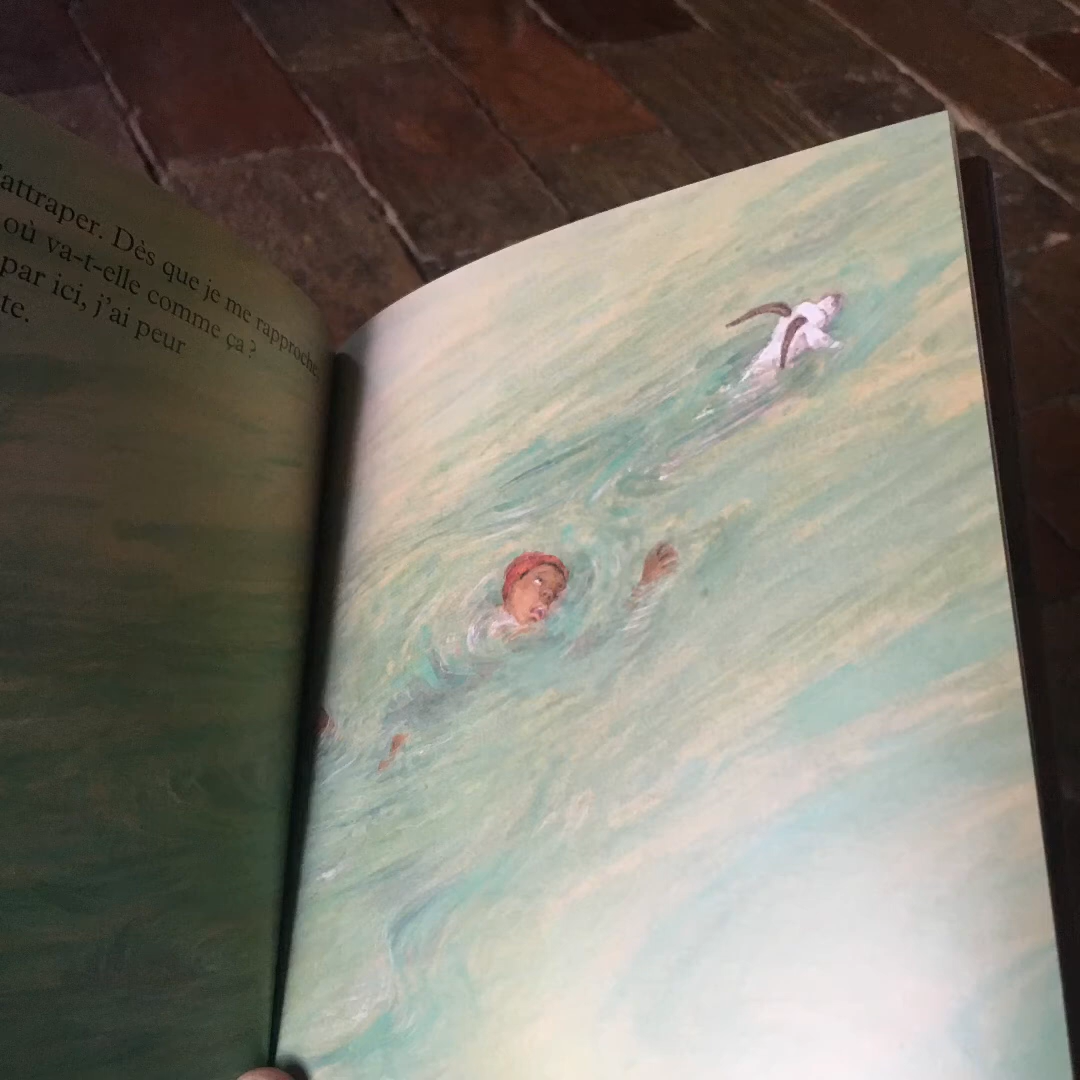 attraper. Dès que je me rapproche,
où va-t-elle comme ça ?
par ici, j'ai peur
te.